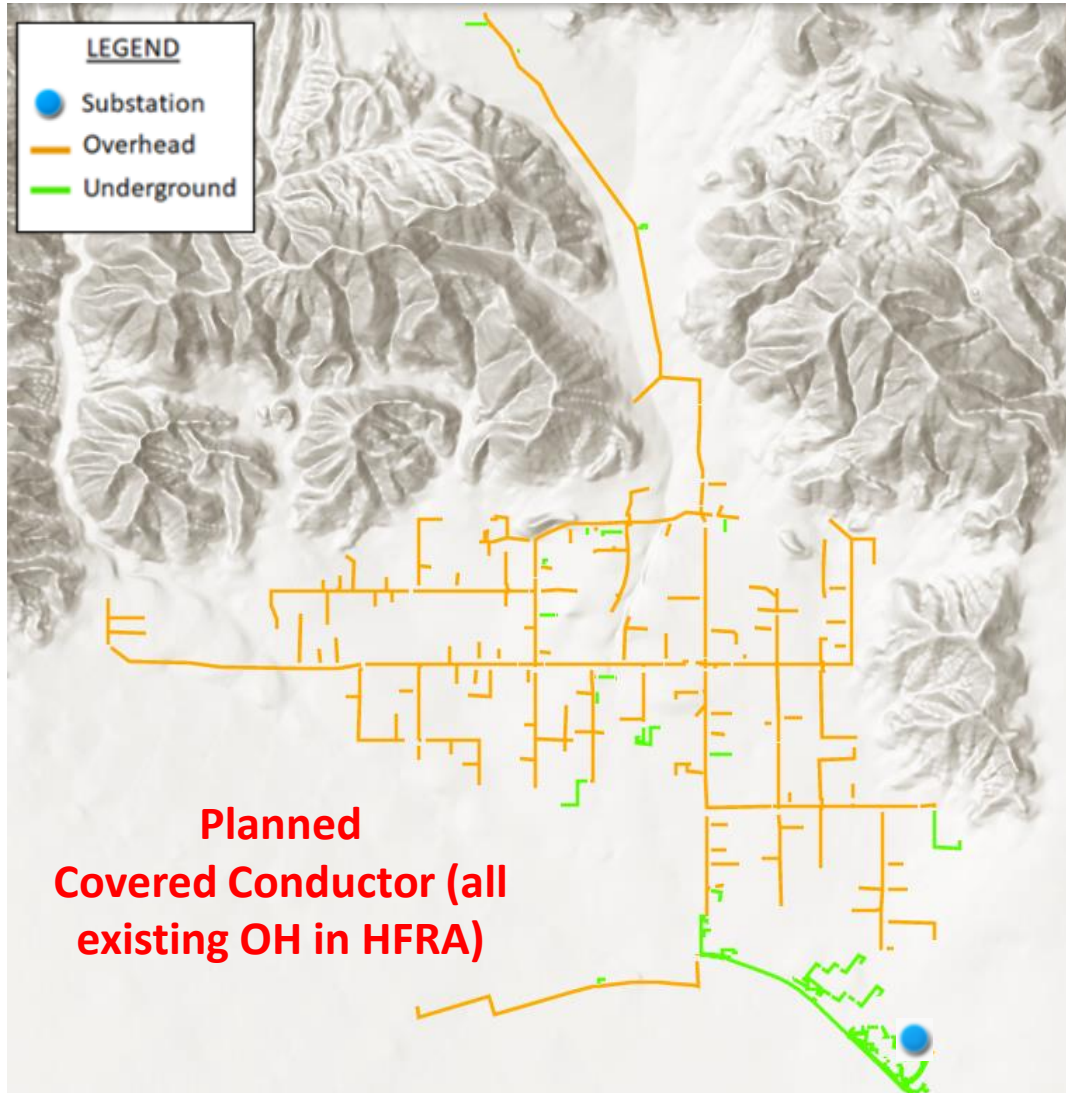 LEGEND
Substation
Overhead
Underground
Planned
Covered Conductor (all
existing OH in HFRA)